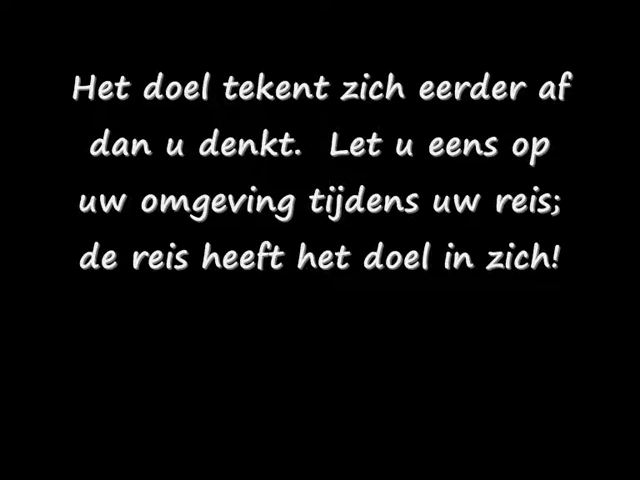 Het doel tekent zich eerder af
dan u denkt. Let u eens op
uw omgeving tijdens uw reis;
de reis heeft het doel in zich!